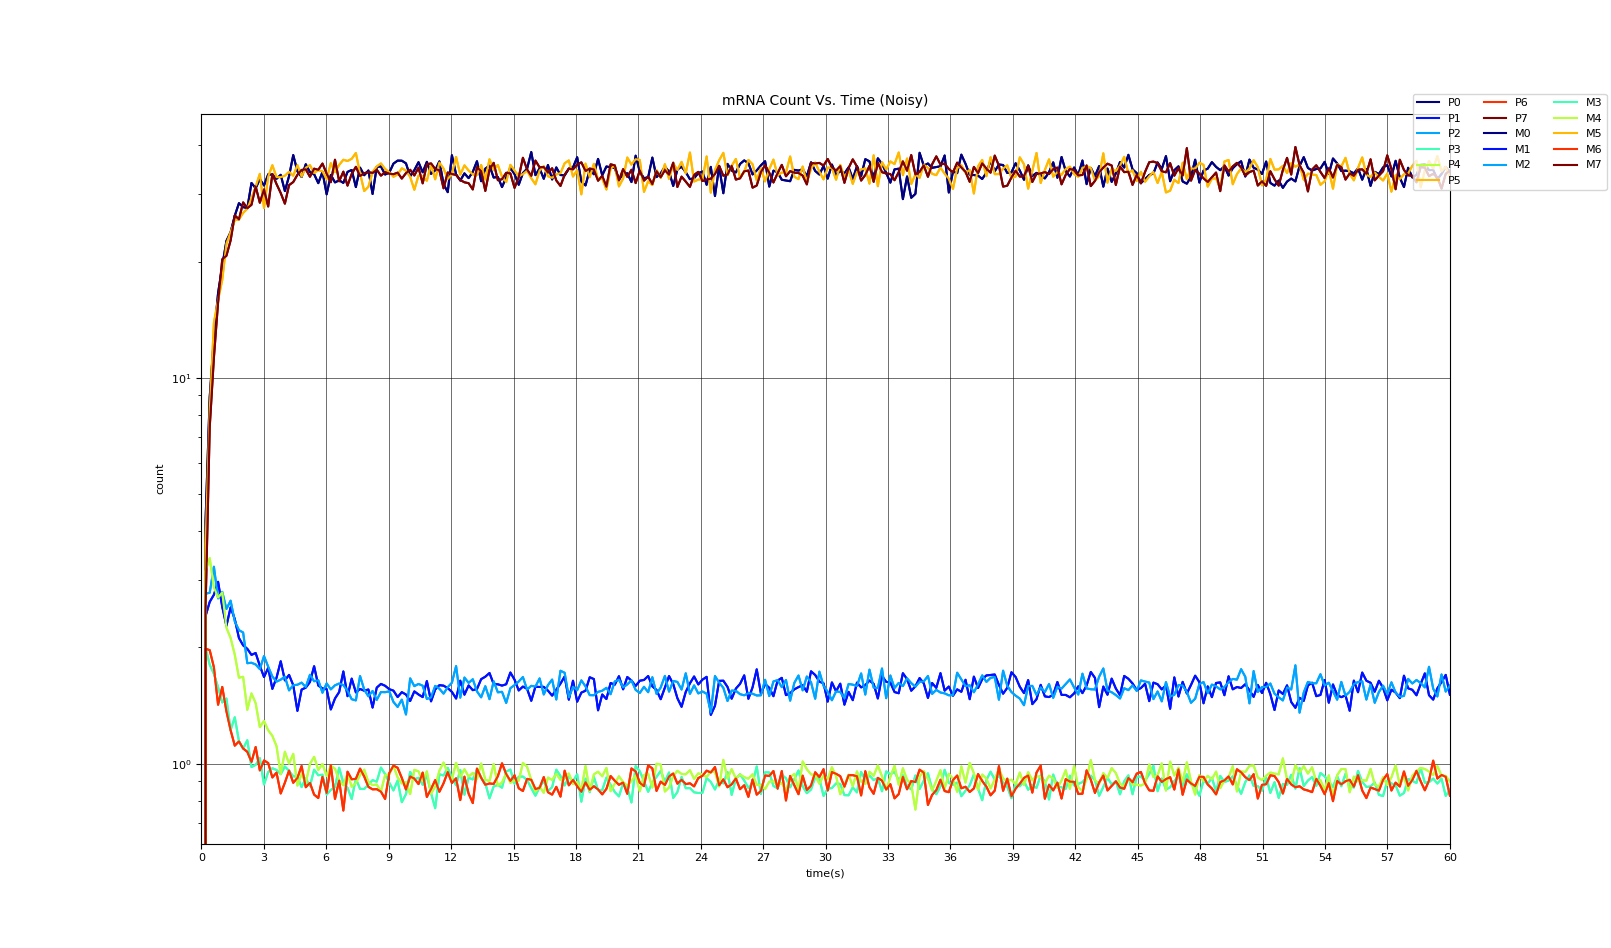 mRNA Count Vs. Time (Noisy)
P0 P6 M3
P1 P7 M4
P2 M0 M5
P3 M1 M6
P4 M2 M7
P5
10¹
count
10⁰
0 3 6 9 12 15 18 21 24 27 30 33 36 39 42 45 48 51 54 57 60
time(s)